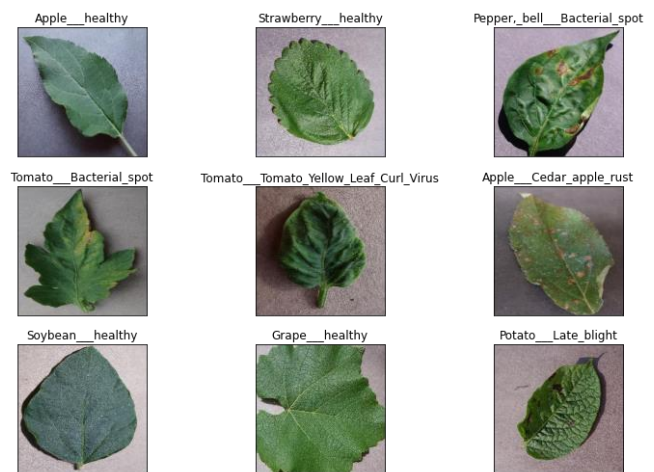 Apple___healthy
Strawberry___healthy
Pepper,_bell___Bacterial_spot
Tomato___Bacterial_spot
Tomato___Tomato_Yellow_Leaf_Curl_Virus
Apple___Cedar_apple_rust
Soybean___healthy
Grape___healthy
Potato___Late_blight